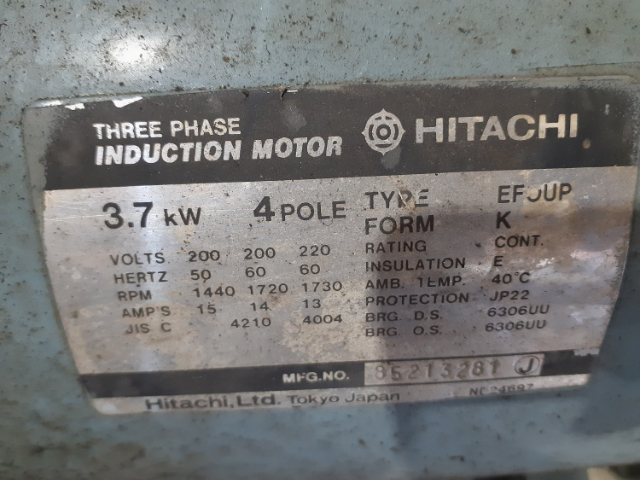 THREE PHASE
INDUCTION MOTOR HITACHI
3.7 kW 4 POLE
VOLTS 200 200 220
HERTZ 50 60 60
RPM 1440 1720 1730
AMP'S 15 14 13
JIS C 4210 4004
TYPE
FORM K
RATING CONT.
INSULATION E
AMB. TEMP. 40°C
PROTECTION JP22
BRG. D.S. 6306UU
BRG. O.S. 6306UU
MFG.NO. J
Hitachi,Ltd. Tokyo Japan